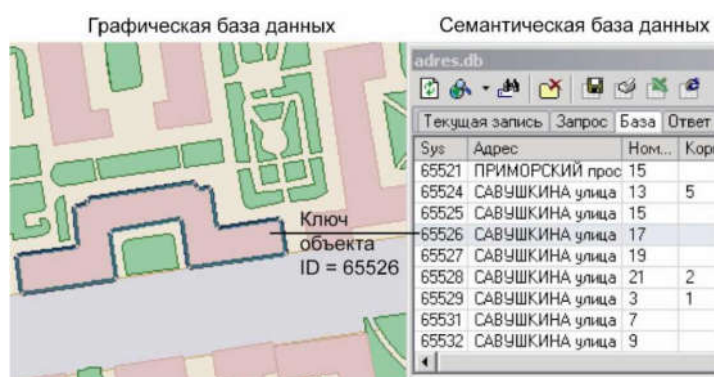 Графическая база данных
Семантическая база данных
adres.db
Текущая запись Запрос База Ответ
Sys Адрес Ном... Корп
65521 ПРИМОРСКИЙ прос 15
65524 САВУШКИНА улица 13 5
65525 САВУШКИНА улица 15
65526 САВУШКИНА улица 17
65527 САВУШКИНА улица 19
65528 САВУШКИНА улица 21 2
65529 САВУШКИНА улица 3 1
65531 САВУШКИНА улица 7
65532 САВУШКИНА улица 9
Ключ
объекта
ID = 65526